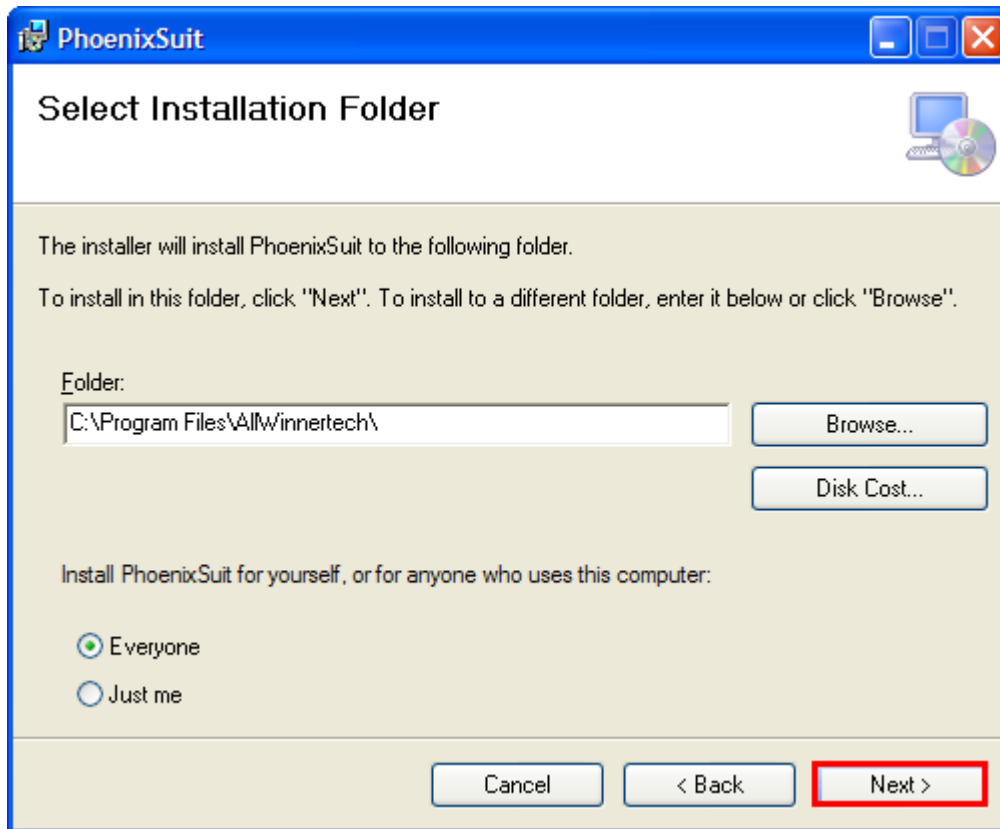 PhoenixSuit
Select Installation Folder
The installer will install PhoenixSuit to the following folder.
To install in this folder, click "Next". To install to a different folder, enter it below or click "Browse".
Folder:
C:\Program Files\AllWinnertech\
Browse...
Disk Cost...
Install PhoenixSuit for yourself, or for anyone who uses this computer:
Everyone
Just me
Cancel
< Back
Next >